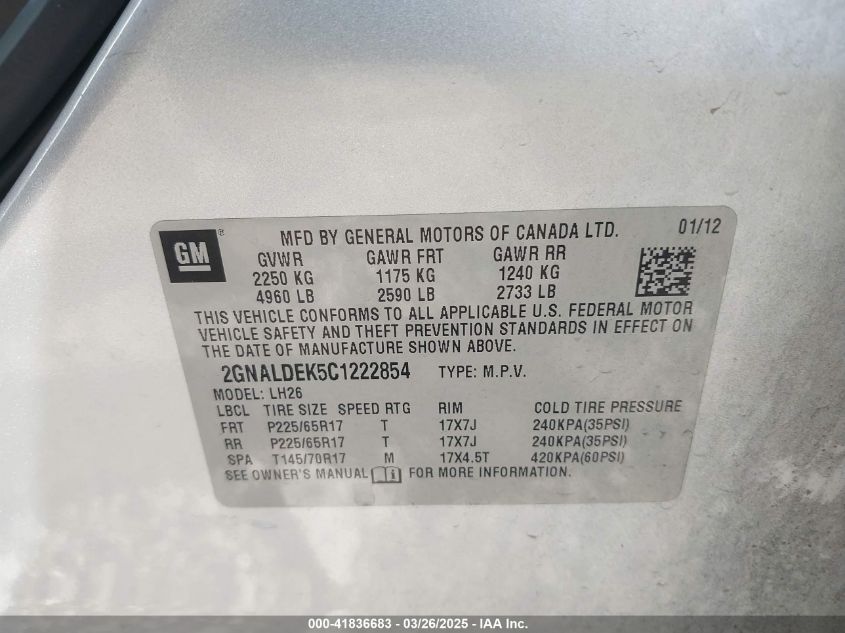 GM ® MFD BY GENERAL MOTORS OF CANADA LTD. 01/12
GVWR GAWR FRT GAWR RR
2250 KG 1175 KG 1240 KG
4960 LB 2590 LB 2733 LB
THIS VEHICLE CONFORMS TO ALL APPLICABLE U.S. FEDERAL MOTOR
VEHICLE SAFETY AND THEFT PREVENTION STANDARDS IN EFFECT ON
THE DATE OF MANUFACTURE SHOWN ABOVE.
2GNALDEK5C1222854 TYPE: M.P.V.
MODEL: LH26
LBCL TIRE SIZE SPEED RTG RIM COLD TIRE PRESSURE
FRT P225/65R17 T 17X7J 240KPA(35PSI)
RR P225/65R17 T 17X7J 240KPA(35PSI)
SPA T145/70R17 M 17X4.5T 420KPA(60PSI)
SEE OWNER'S MANUAL FOR MORE INFORMATION.
000-41836683 / 03/26/2025 - IAA Inc.